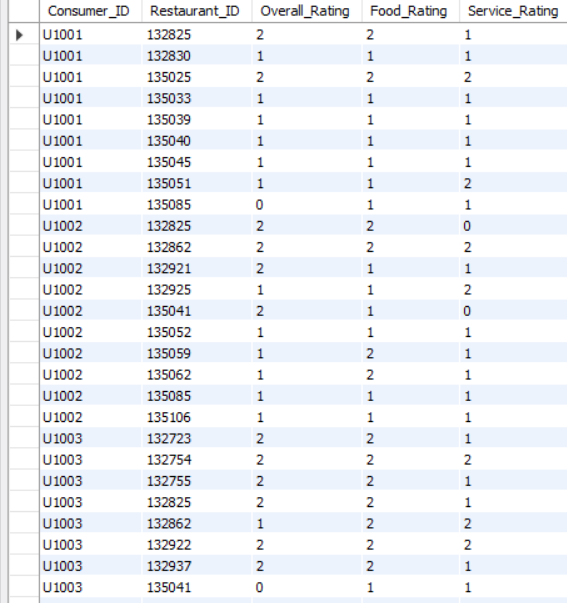 Consumer_ID Restaurant_ID Overall_Rating Food_Rating Service_Rating
U1001 132825 2 2 1
U1001 132830 1 1 1
U1001 135025 2 2 2
U1001 135033 1 1 1
U1001 135039 1 1 1
U1001 135040 1 1 1
U1001 135045 1 1 1
U1001 135051 1 1 2
U1001 135085 0 1 1
U1002 132825 2 2 0
U1002 132862 2 2 2
U1002 132921 2 1 1
U1002 132925 1 1 2
U1002 135041 2 1 0
U1002 135052 1 1 1
U1002 135059 1 2 1
U1002 135062 1 2 1
U1002 135085 1 1 1
U1002 135106 1 1 1
U1003 132723 2 2 1
U1003 132754 2 2 2
U1003 132755 2 2 1
U1003 132825 2 2 1
U1003 132862 1 2 2
U1003 132922 2 2 2
U1003 132937 2 2 1
U1003 135041 0 1 1